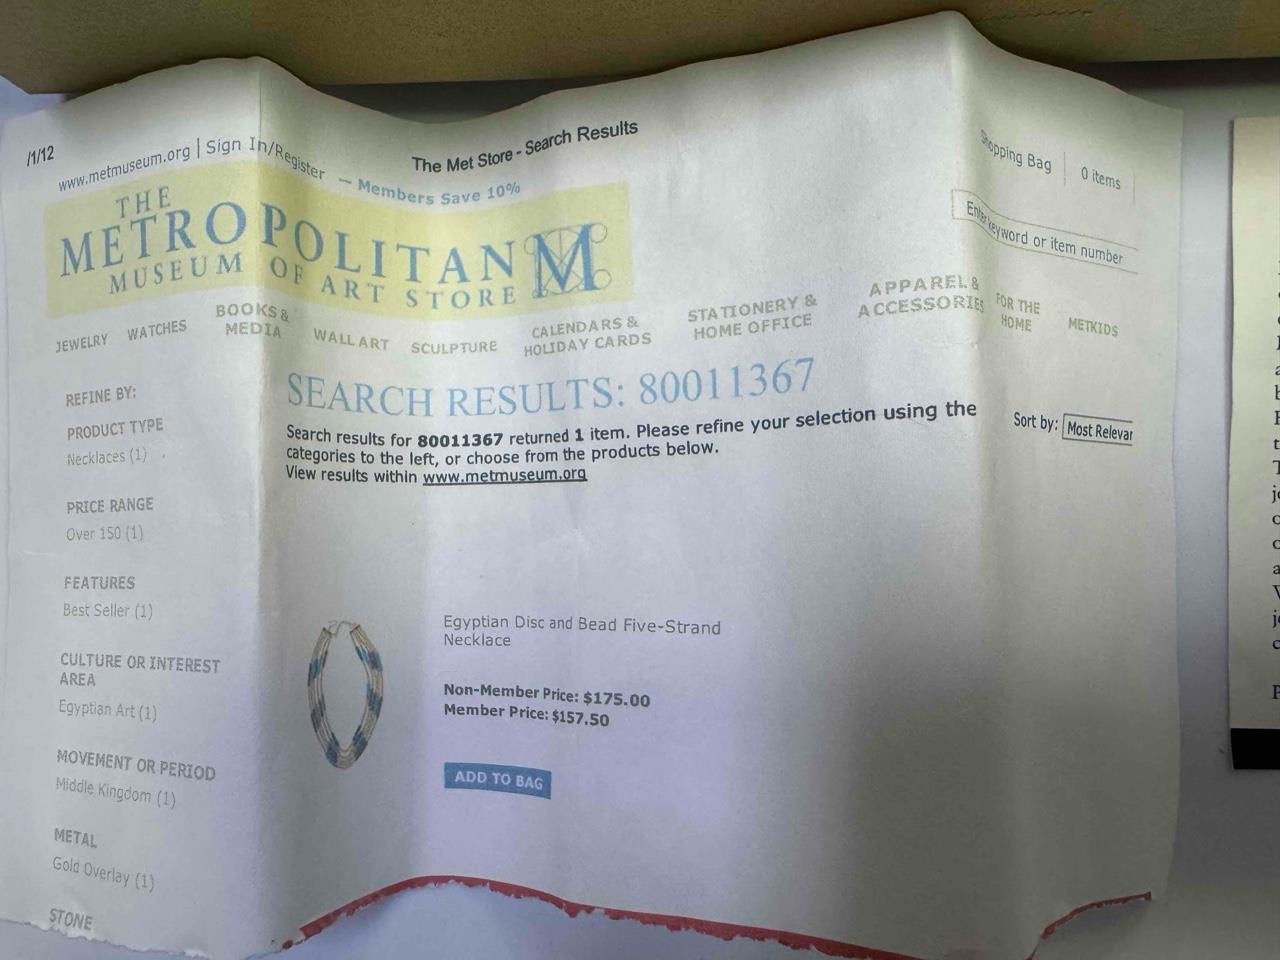 /1/12
The Met Store - Search Results
www.metmuseum.org | Sign In/Register — Members Save 10%
Shopping Bag 0 items
THE
METROPOLITAN M
MUSEUM OF ART STORE
Enter keyword or item number
JEWELRY WATCHES BOOKS & MEDIA WALL ART SCULPTURE CALENDARS & HOLIDAY CARDS STATIONERY & HOME OFFICE APPAREL & ACCESSORIES FOR THE HOME METKIDS
SEARCH RESULTS: 80011367
Search results for 80011367 returned 1 item. Please refine your selection using the
categories to the left, or choose from the products below.
View results within www.metmuseum.org
Sort by: Most Relevan
REFINE BY:
PRODUCT TYPE
Necklaces (1)
PRICE RANGE
Over 150 (1)
FEATURES
Best Seller (1)
CULTURE OR INTEREST
AREA
Egyptian Art (1)
MOVEMENT OR PERIOD
Middle Kingdom (1)
METAL
Gold Overlay (1)
STONE
Egyptian Disc and Bead Five-Strand
Necklace
Non-Member Price: $175.00
Member Price: $157.50
ADD TO BAG